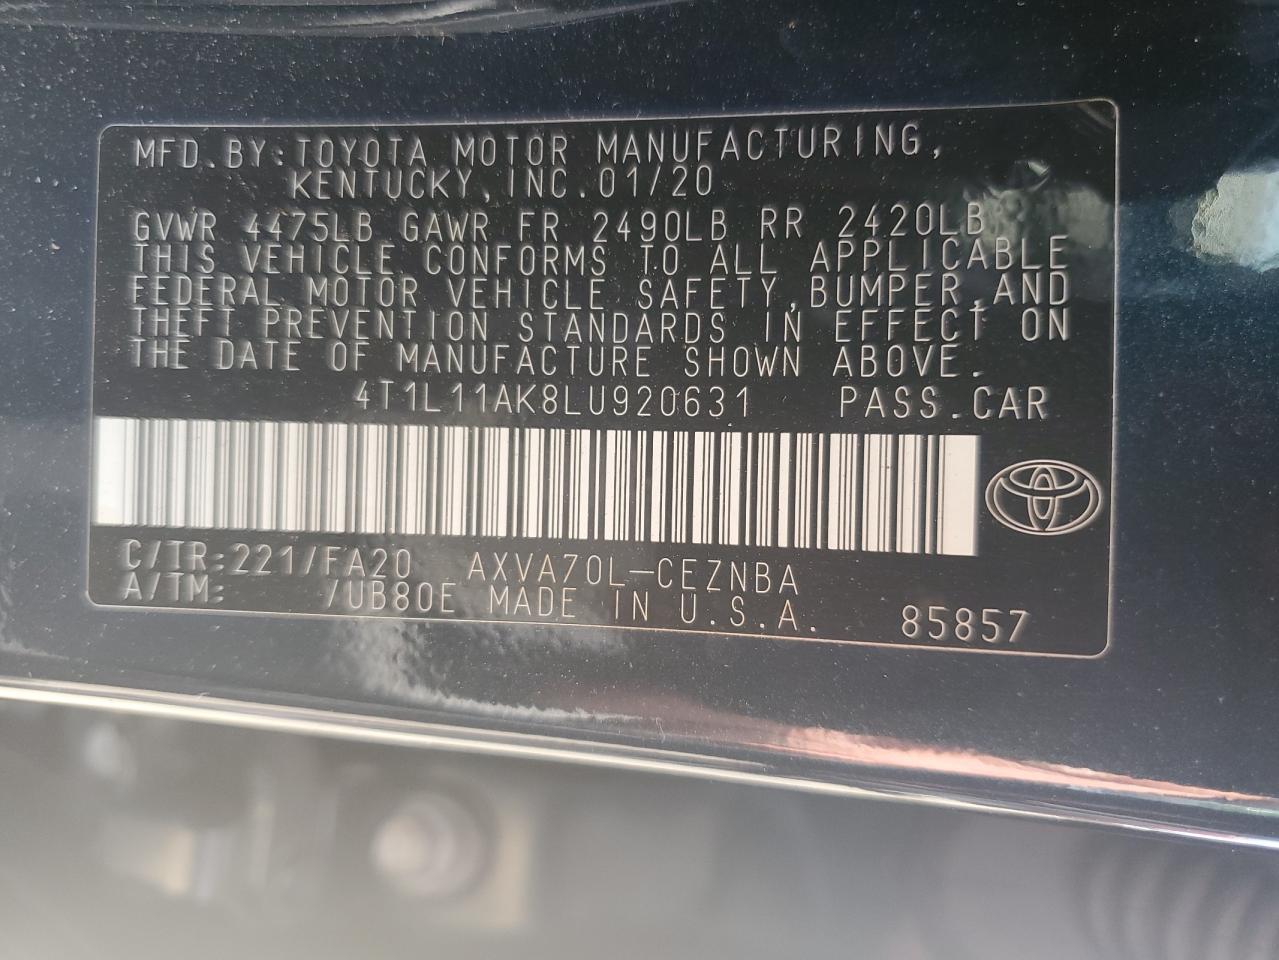 MFD.BY:TOYOTA MOTOR MANUFACTURING,
KENTUCKY,INC.01/20
GVWR 4475LB GAWR FR 2490LB RR 2420LB
THIS VEHICLE CONFORMS TO ALL APPLICABLE
FEDERAL MOTOR VEHICLE SAFETY,BUMPER,AND
THEFT PREVENTION STANDARDS IN EFFECT ON
THE DATE OF MANUFACTURE SHOWN ABOVE.
4T1L11AK8LU920631 PASS.CAR
C/TR:221/FA20 AXVA70L-CEZNBA
A/TM: /UB80E MADE IN U.S.A. 85857